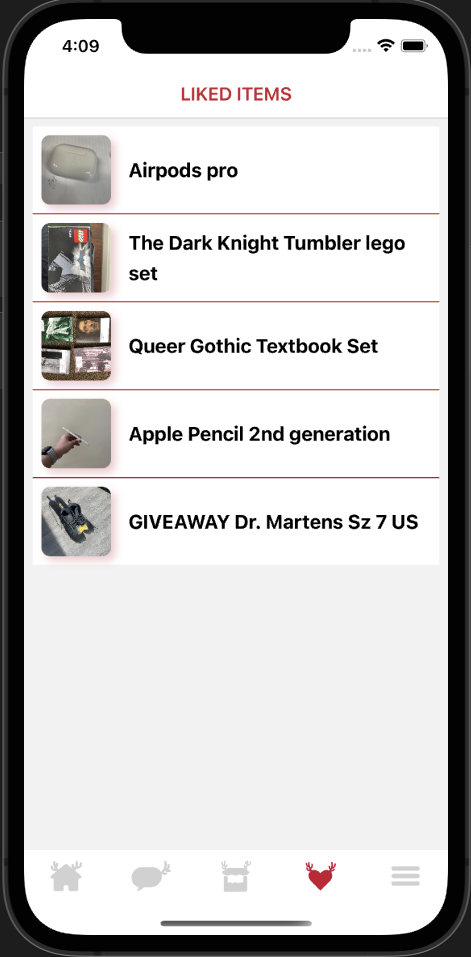 4:09
LIKED ITEMS
Airpods pro
The Dark Knight Tumbler lego
set
Queer Gothic Textbook Set
Apple Pencil 2nd generation
GIVEAWAY Dr. Martens Sz 7 US